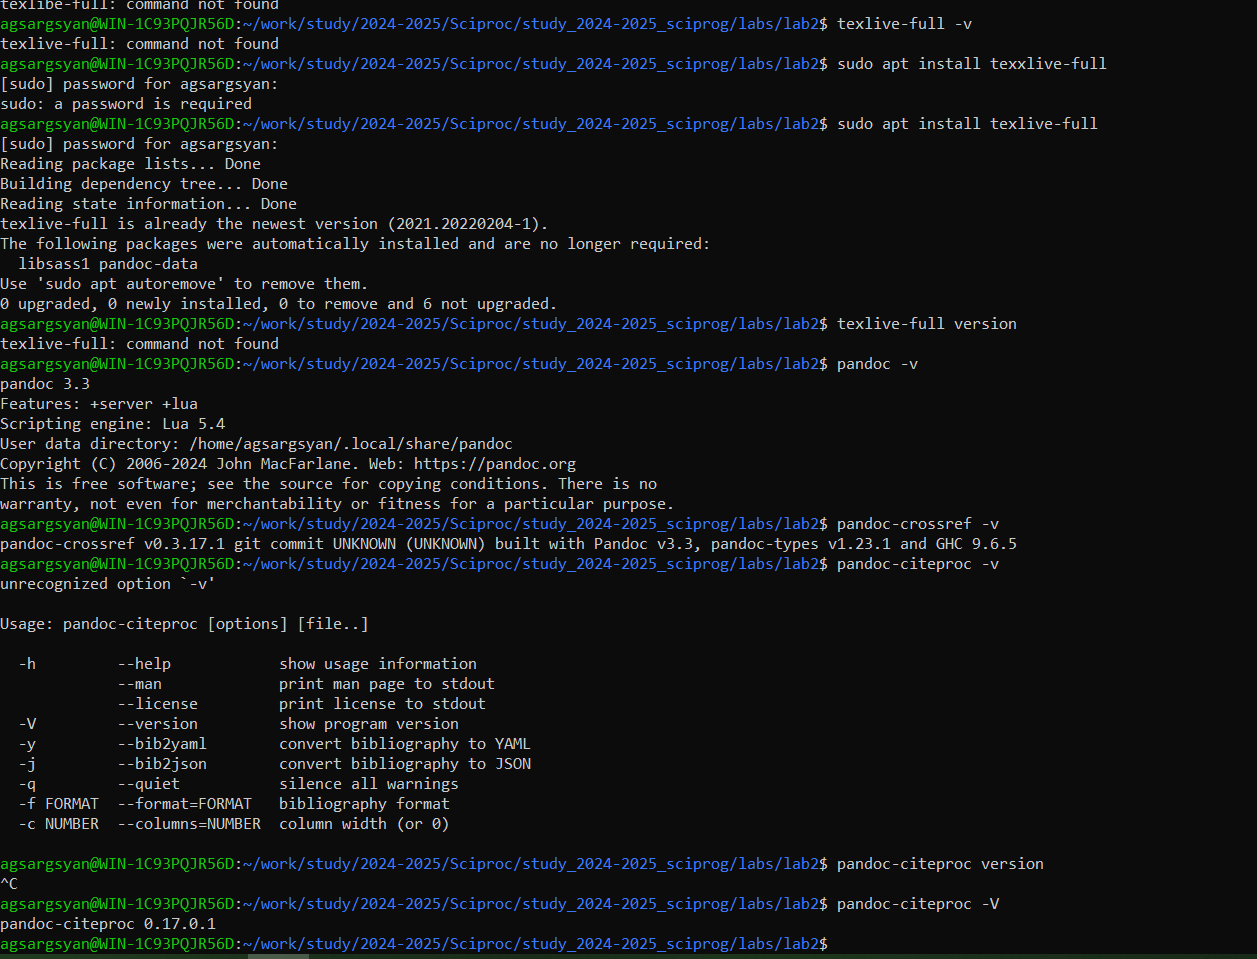 texlibe-full: command not found
agsargsyan@WIN-1C93PQJR56D:~/work/study/2024-2025/Sciproc/study_2024-2025_sciprog/labs/lab2$ texlive-full -v
texlive-full: command not found
agsargsyan@WIN-1C93PQJR56D:~/work/study/2024-2025/Sciproc/study_2024-2025_sciprog/labs/lab2$ sudo apt install texxlive-full
[sudo] password for agsargsyan:
sudo: a password is required
agsargsyan@WIN-1C93PQJR56D:~/work/study/2024-2025/Sciproc/study_2024-2025_sciprog/labs/lab2$ sudo apt install texlive-full
[sudo] password for agsargsyan:
Reading package lists... Done
Building dependency tree... Done
Reading state information... Done
texlive-full is already the newest version (2021.20220204-1).
The following packages were automatically installed and are no longer required:
  libsass1 pandoc-data
Use 'sudo apt autoremove' to remove them.
0 upgraded, 0 newly installed, 0 to remove and 6 not upgraded.
agsargsyan@WIN-1C93PQJR56D:~/work/study/2024-2025/Sciproc/study_2024-2025_sciprog/labs/lab2$ texlive-full version
texlive-full: command not found
agsargsyan@WIN-1C93PQJR56D:~/work/study/2024-2025/Sciproc/study_2024-2025_sciprog/labs/lab2$ pandoc -v
pandoc 3.3
Features: +server +lua
Scripting engine: Lua 5.4
User data directory: /home/agsargsyan/.local/share/pandoc
Copyright (C) 2006-2024 John MacFarlane. Web: https://pandoc.org
This is free software; see the source for copying conditions. There is no
warranty, not even for merchantability or fitness for a particular purpose.
agsargsyan@WIN-1C93PQJR56D:~/work/study/2024-2025/Sciproc/study_2024-2025_sciprog/labs/lab2$ pandoc-crossref -v
pandoc-crossref v0.3.17.1 git commit UNKNOWN (UNKNOWN) built with Pandoc v3.3, pandoc-types v1.23.1 and GHC 9.6.5
agsargsyan@WIN-1C93PQJR56D:~/work/study/2024-2025/Sciproc/study_2024-2025_sciprog/labs/lab2$ pandoc-citeproc -v
unrecognized option `-v'

Usage: pandoc-citeproc [options] [file..]

  -h         --help            show usage information
             --man             print man page to stdout
             --license         print license to stdout
  -V         --version         show program version
  -y         --bib2yaml        convert bibliography to YAML
  -j         --bib2json        convert bibliography to JSON
  -q         --quiet           silence all warnings
  -f FORMAT  --format=FORMAT   bibliography format
  -c NUMBER  --columns=NUMBER  column width (or 0)

agsargsyan@WIN-1C93PQJR56D:~/work/study/2024-2025/Sciproc/study_2024-2025_sciprog/labs/lab2$ pandoc-citeproc version
^C
agsargsyan@WIN-1C93PQJR56D:~/work/study/2024-2025/Sciproc/study_2024-2025_sciprog/labs/lab2$ pandoc-citeproc -V
pandoc-citeproc 0.17.0.1
agsargsyan@WIN-1C93PQJR56D:~/work/study/2024-2025/Sciproc/study_2024-2025_sciprog/labs/lab2$